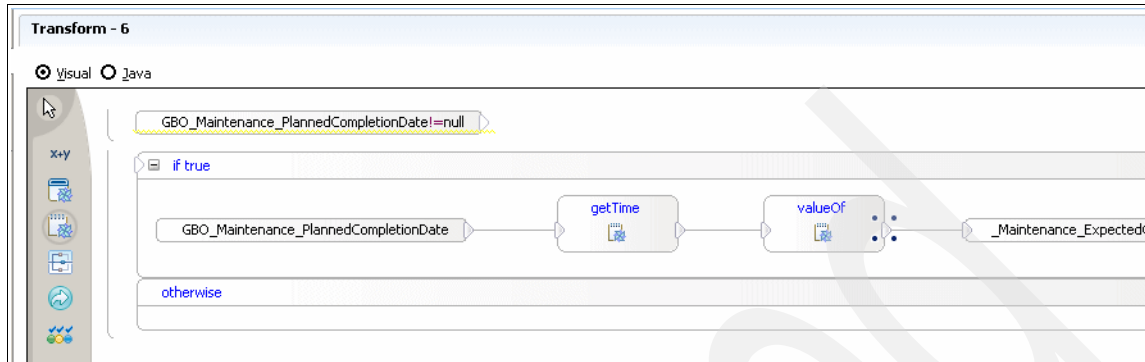 Transform - 6
Visual Java
GBO_Maintenance_PlannedCompletionDate!=null
x+y
if true
getTime
valueOf
GBO_Maintenance_PlannedCompletionDate
_Maintenance_Expected
otherwise